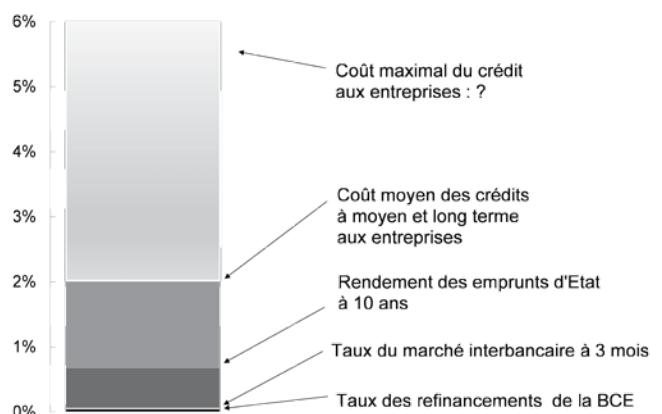 6%
5%
4%
3%
2%
1%
0%
Coût maximal du crédit
aux entreprises : ?
Coût moyen des crédits
à moyen et long terme
aux entreprises
Rendement des emprunts d'Etat
à 10 ans
Taux du marché interbancaire à 3 mois
Taux des refinancements de la BCE